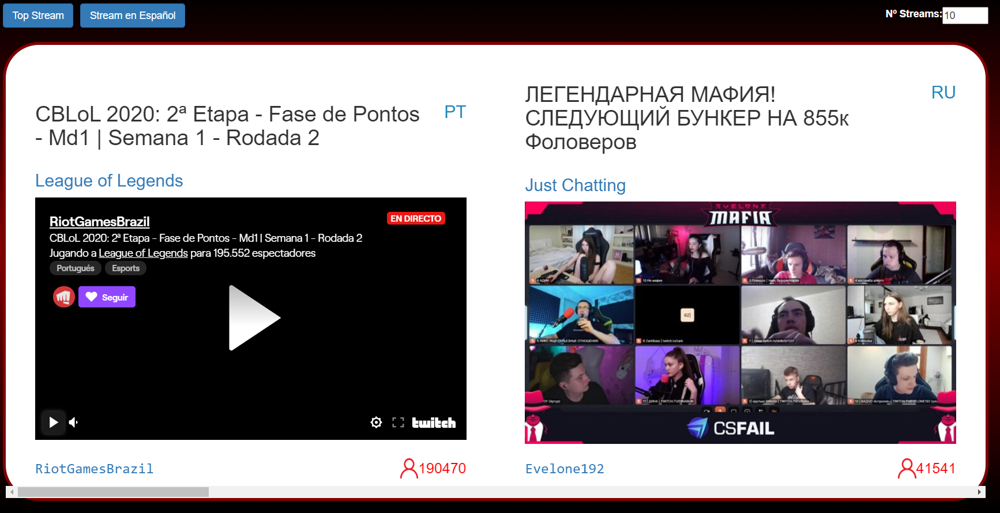 Top Stream
Stream en Español
Nº Streams:
10
CBLoL 2020: 2ª Etapa - Fase de Pontos
- Md1 | Semana 1 - Rodada 2
PT
League of Legends
RiotGamesBrazil
EN DIRECTO
CBLoL 2020: 2ª Etapa - Fase de Pontos - Md1 | Semana 1 - Rodada 2
Jugando a League of Legends para 195.552 espectadores
Portugués
Esports
Seguir
twitch
RiotGamesBrazil
190470
ЛЕГЕНДАРНАЯ МАФИЯ!
СЛЕДУЮЩИЙ БУНКЕР НА 855к
Фоловеров
RU
Just Chatting
EVELONE
MAFIA
10 Не мафия
CSFAIL
Evelone192
41541